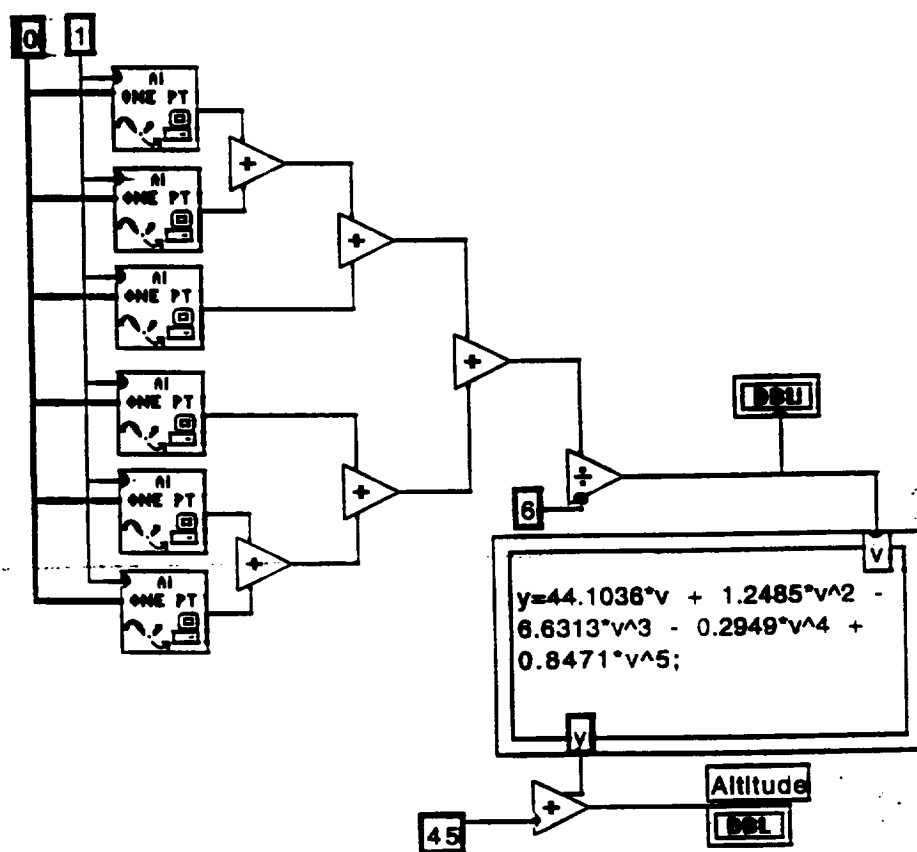 0 1
AI
ONE PT
+
AI
ONE PT
+
AI
ONE PT
+
AI
ONE PT
÷
+
6
AI
ONE PT
+
v
AI
ONE PT
y=44.1036*v + 1.2485*v^2 -
6.6313*v^3 - 0.2949*v^4 +
0.8471*v^5;
y
Altitude
+
45
DBL